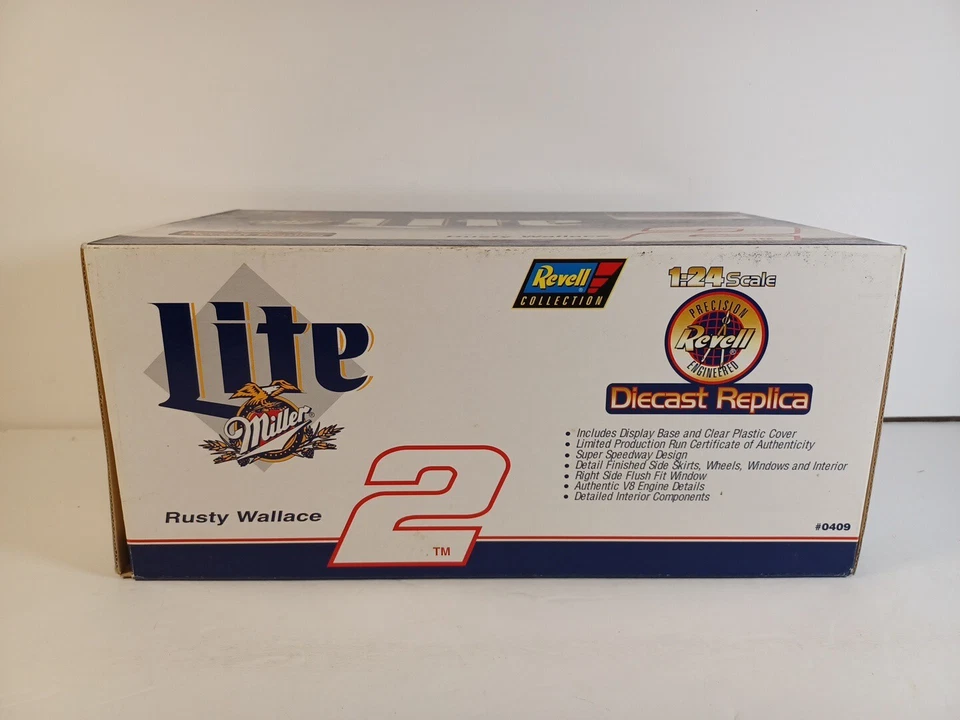 Lite
Miller
Rusty Wallace
2
TM
Revell
COLLECTION
1:24 Scale
PRECISION
Revell
ENGINEERED
Diecast Replica
• Includes Display Base and Clear Plastic Cover
• Limited Production Run Certificate of Authenticity
• Super Speedway Design
• Detail Finished Side Skirts, Wheels, Windows and Interior
• Right Side Flush Fit Window
• Authentic V8 Engine Details
• Detailed Interior Components
#0409